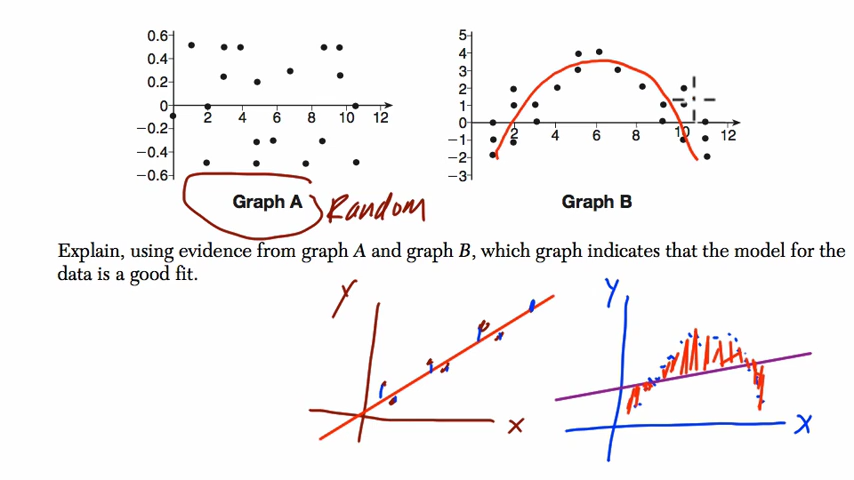 0.6
0.4
0.2
0
−0.2
−0.4
−0.6
2 4 6 8 10 12
Graph A
Random
5
4
3
2
1
0
−1
−2
−3
2 4 6 8 10 12
Graph B
Explain, using evidence from graph A and graph B, which graph indicates that the model for the
data is a good fit.
Y
X
Y
X